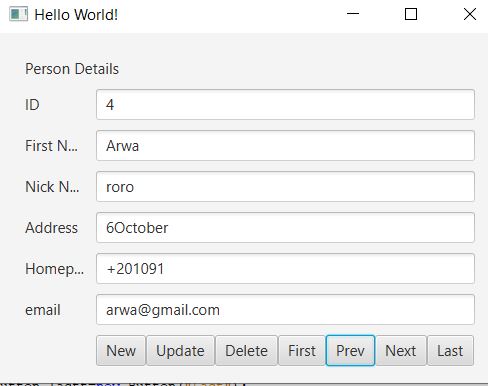 Hello World!
Person Details
ID 4
First N... Arwa
Nick N... roro
Address 6October
Homep... +201091
email arwa@gmail.com
New Update Delete First Prev Next Last